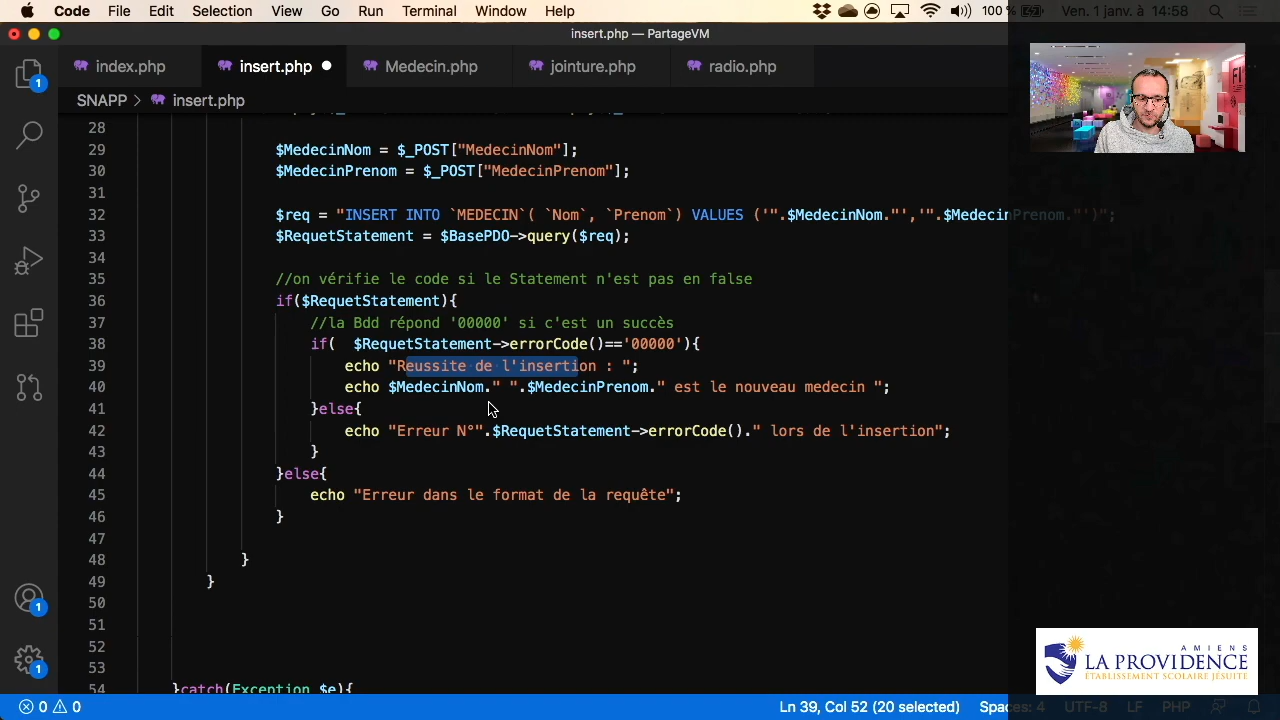 Code File Edit Selection View Go Run Terminal Window Help 100 % Ven. 1 janv. à 14:58
insert.php — PartageVM
index.php insert.php Medecin.php jointure.php radio.php
SNAPP > insert.php
28
29 $MedecinNom = $_POST["MedecinNom"];
30 $MedecinPrenom = $_POST["MedecinPrenom"];
31
32 $req = "INSERT INTO `MEDECIN`( `Nom`, `Prenom`) VALUES ('".$MedecinNom."','".$MedecinPrenom."')";
33 $RequetStatement = $BasePDO->query($req);
34
35 //on vérifie le code si le Statement n'est pas en false
36 if($RequetStatement){
37 //la Bdd répond '00000' si c'est un succès
38 if(  $RequetStatement->errorCode()=='00000'){
39 echo "Reussite de l'insertion : ";
40 echo $MedecinNom." ".$MedecinPrenom." est le nouveau medecin ";
41 }else{
42 echo "Erreur N°".$RequetStatement->errorCode()." lors de l'insertion";
43 }
44 }else{
45 echo "Erreur dans le format de la requête";
46 }
47
48 }
49 }
50
51
52
53
54 }catch(Exception $e){
1
1
1
AMIENS
LA PROVIDENCE
ETABLISSEMENT SCOLAIRE JESUITE
0 0 Ln 39, Col 52 (20 selected) Spaces: 4 UTF-8 LF PHP